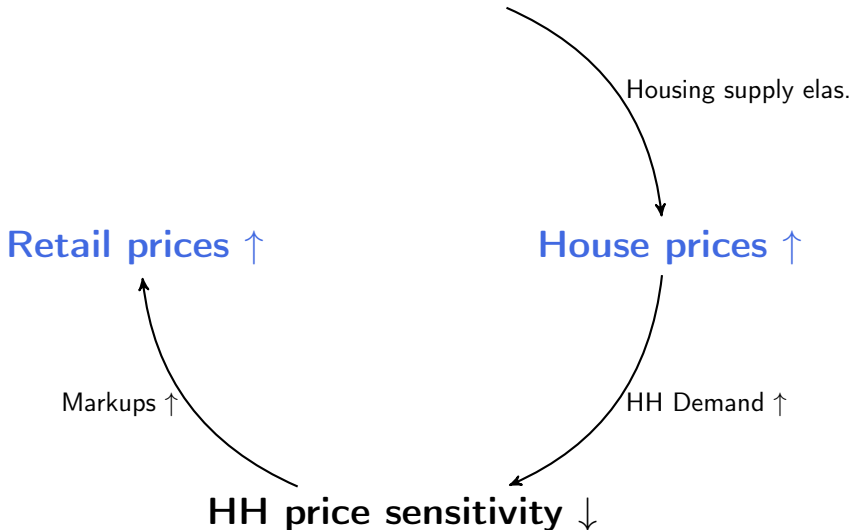 Housing supply elas.
Retail prices ↑
House prices ↑
Markups ↑
HH Demand ↑
HH price sensitivity ↓